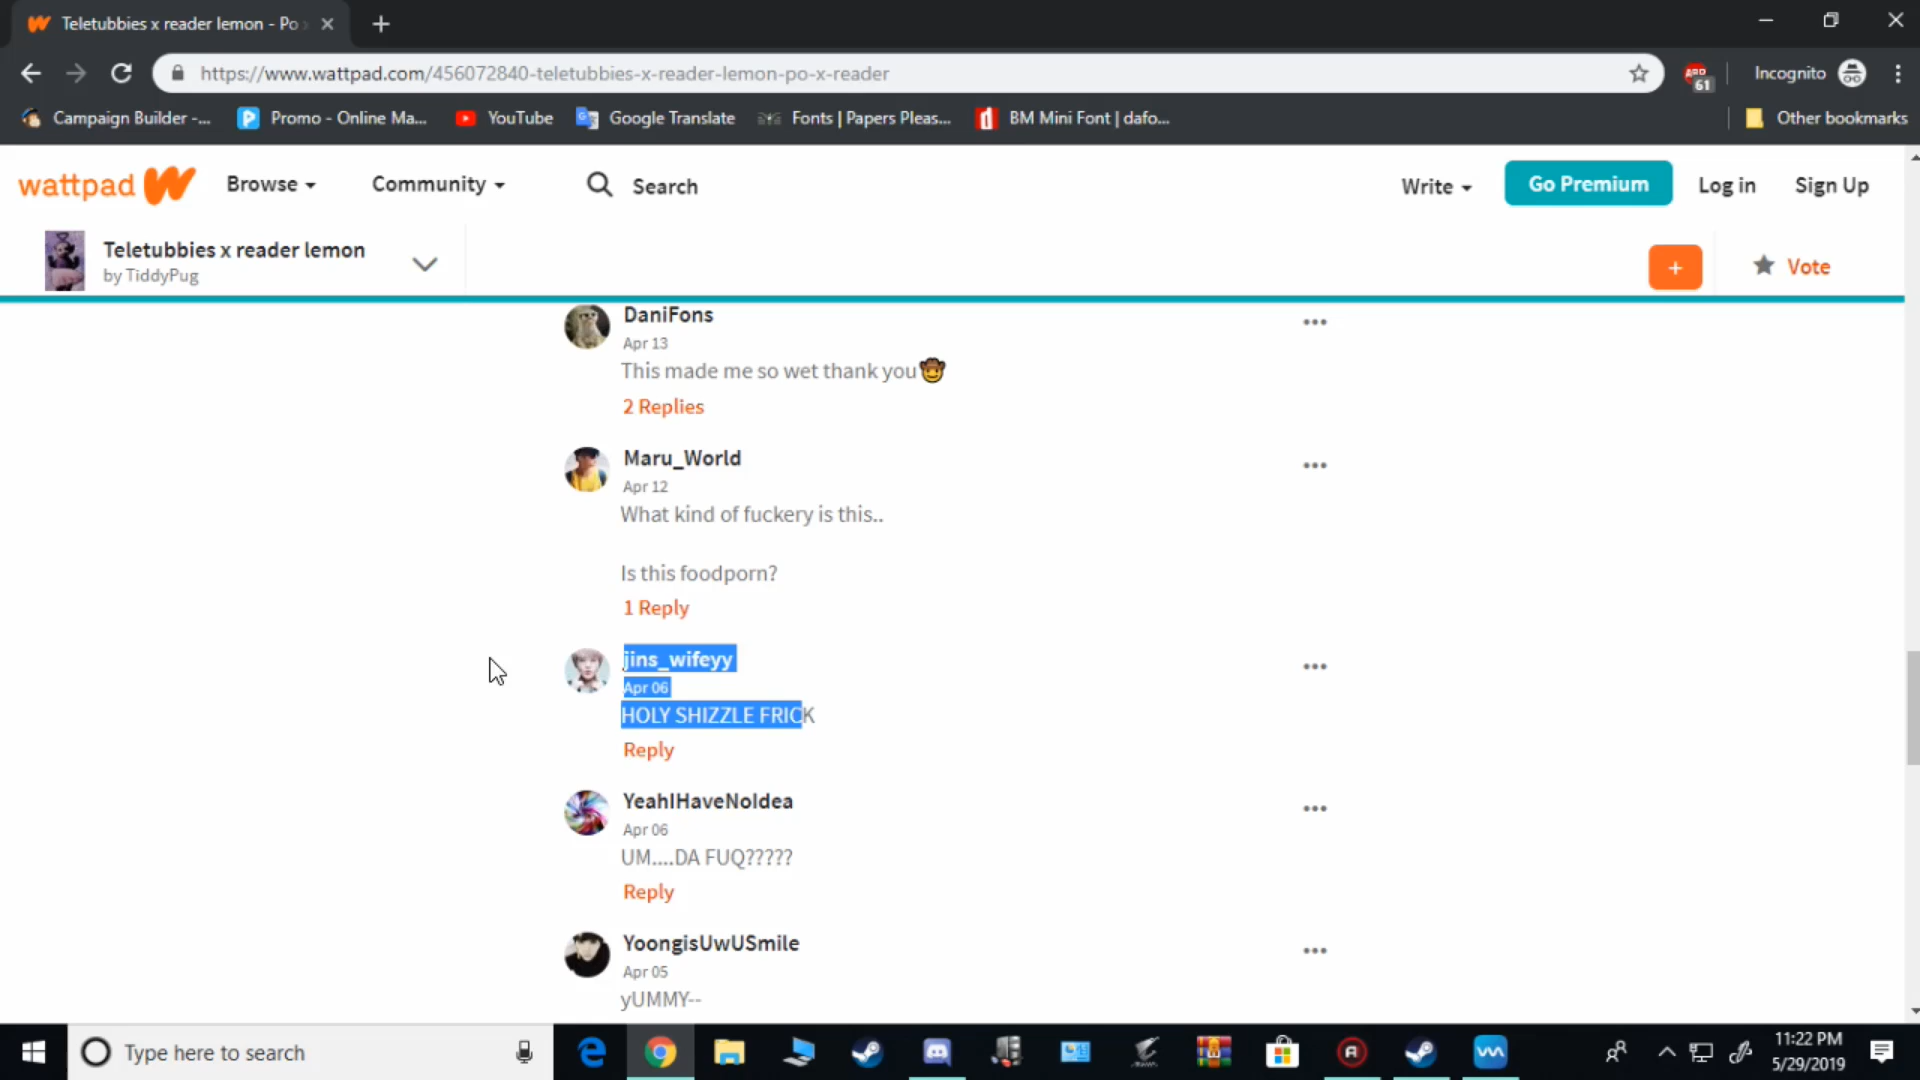 Teletubbies x reader lemon - Po
https://www.wattpad.com/456072840-teletubbies-x-reader-lemon-po-x-reader
ABP
61
Incognito
Campaign Builder -...
Promo - Online Ma...
YouTube
Google Translate
Fonts | Papers Pleas...
BM Mini Font | dafo...
Other bookmarks
wattpad
Browse
Community
Search
Write
Go Premium
Log in
Sign Up
Teletubbies x reader lemon
by TiddyPug
+
Vote
DaniFons
Apr 13
This made me so wet thank you🤠
2 Replies
Maru_World
Apr 12
What kind of fuckery is this..
Is this foodporn?
1 Reply
jins_wifeyy
Apr 06
HOLY SHIZZLE FRICK
Reply
YeahIHaveNoIdea
Apr 06
UM....DA FUQ?????
Reply
YoongisUwUSmile
Apr 05
yUMMY--
Type here to search
11:22 PM
5/29/2019